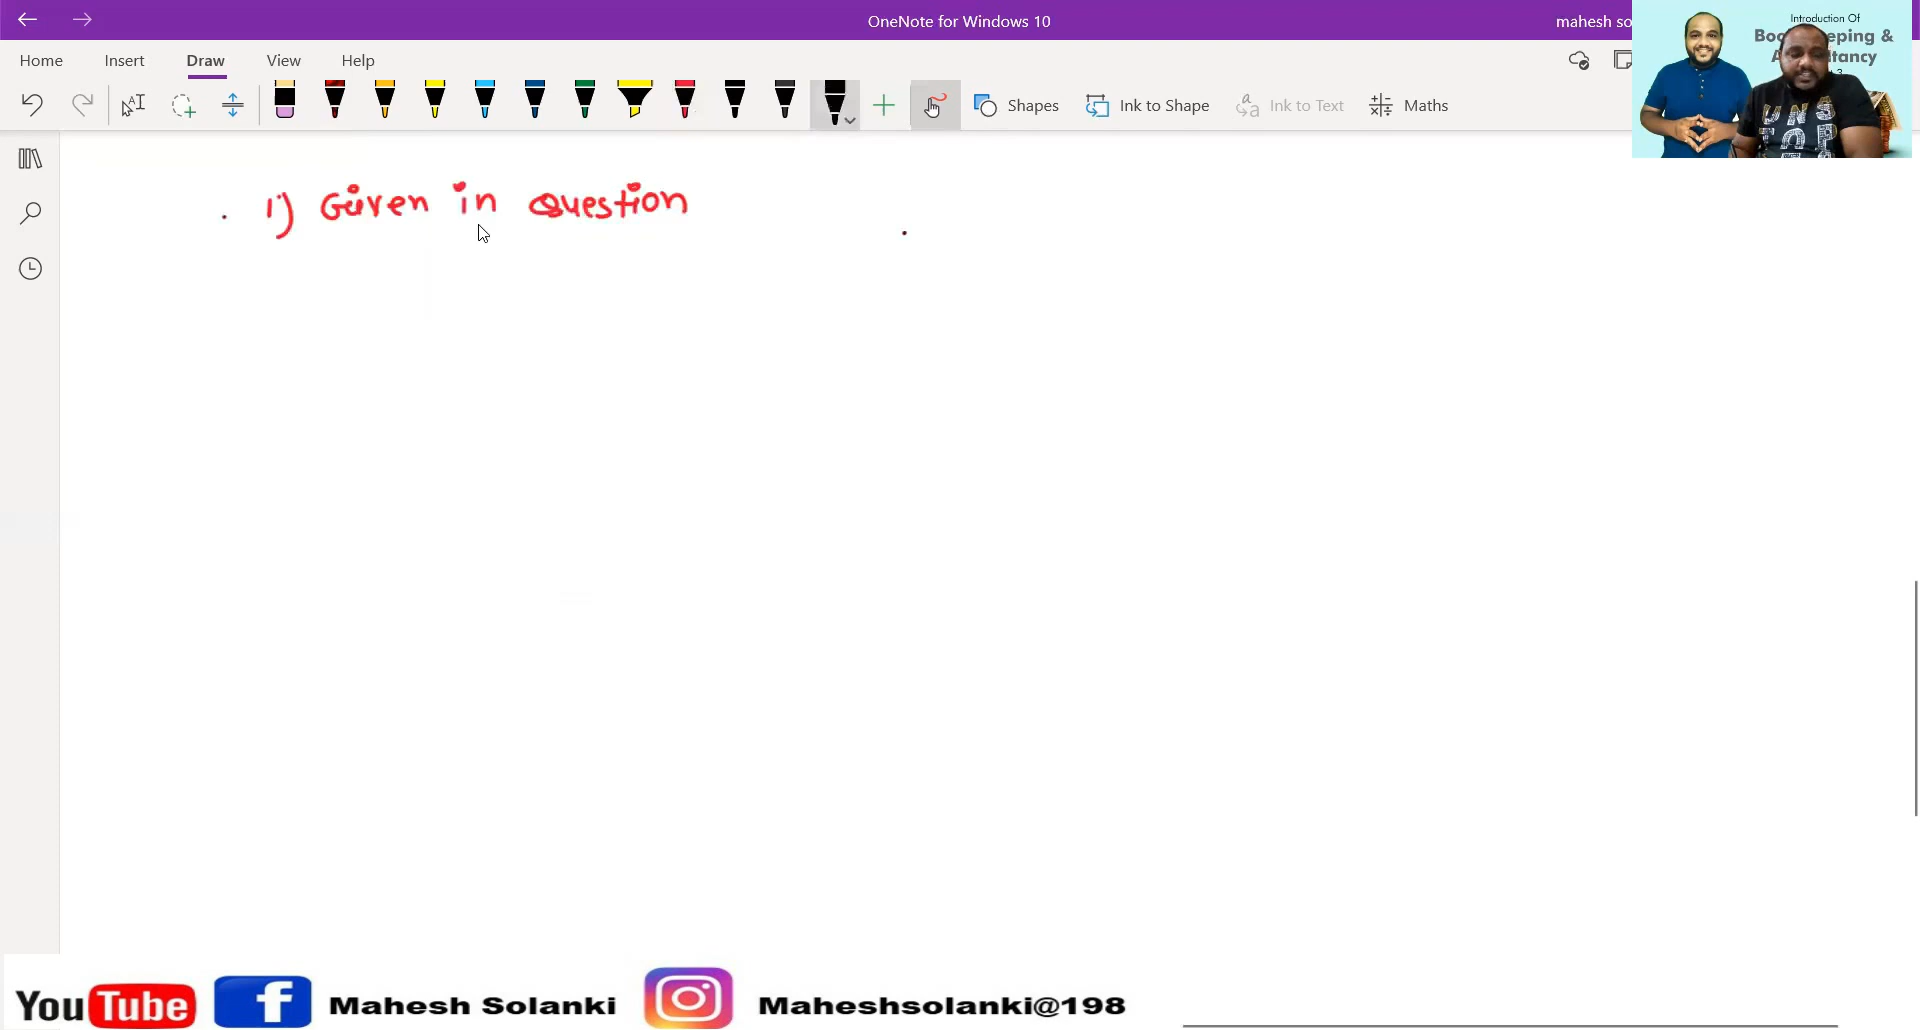 OneNote for Windows 10
mahesh so
Home Insert Draw View Help
Shapes Ink to Shape Ink to Text Maths
Introduction Of
3
1) Given in Question
YouTube f Mahesh Solanki Maheshsolanki@198